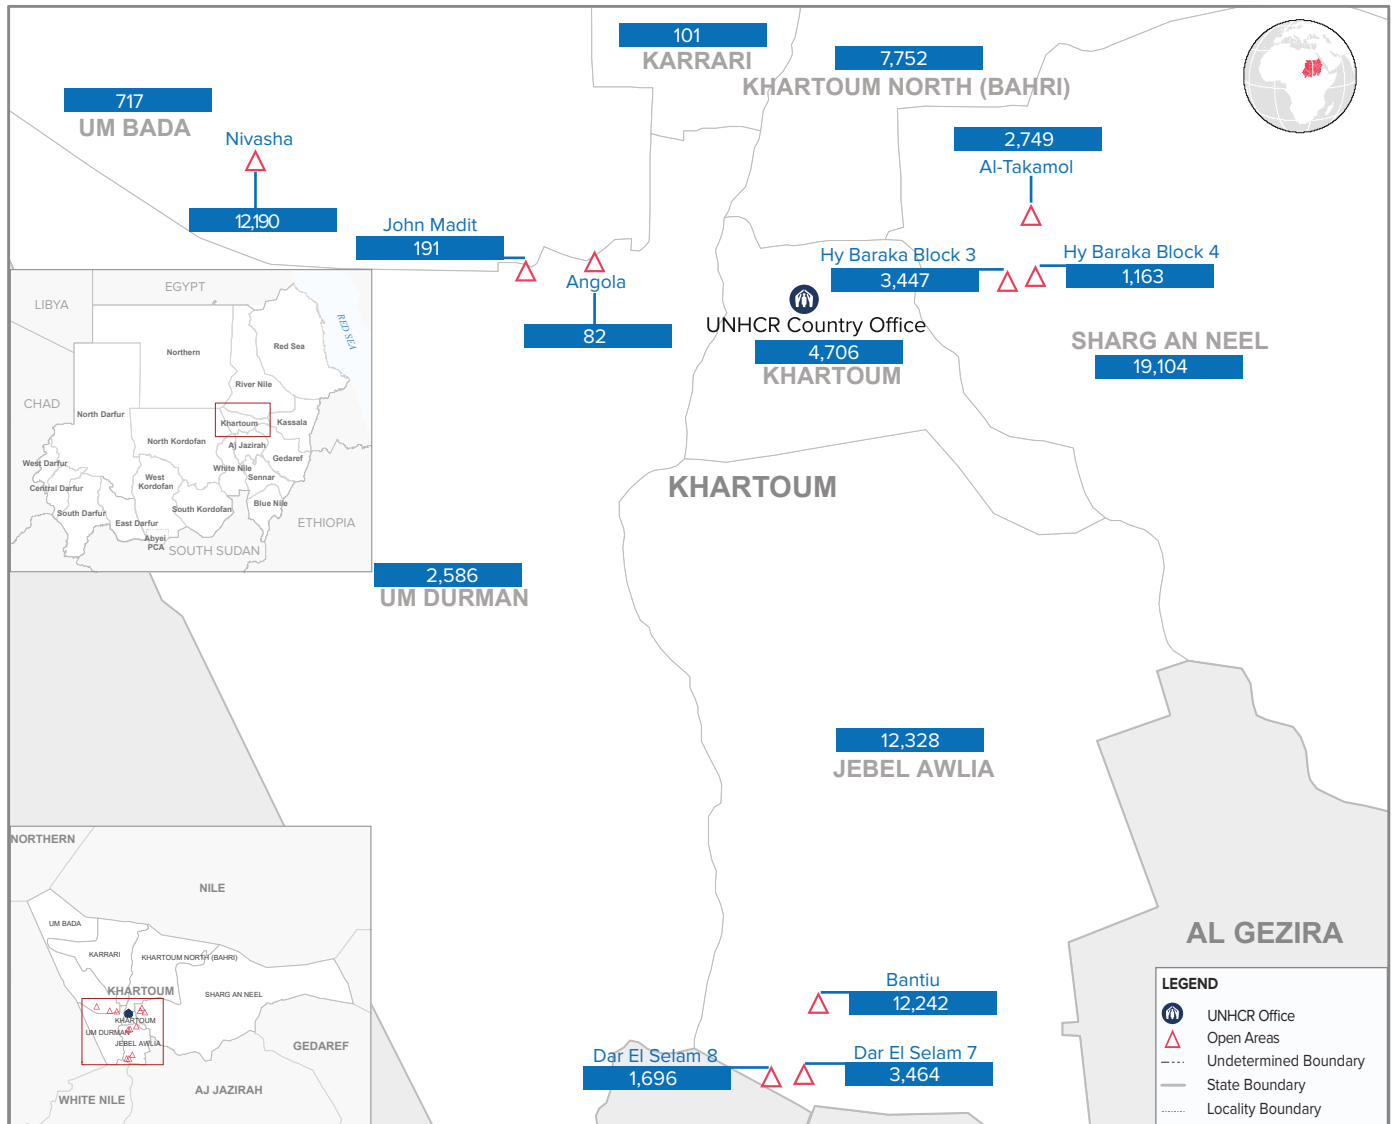 101
KARRARI
7,752
KHARTOUM NORTH (BAHRI)
717
UM BADA
Nivasha
12,190
2,749
Al-Takamol
John Madit
191
Angola
82
Hy Baraka Block 3
3,447
Hy Baraka Block 4
1,163
UNHCR Country Office
4,706
KHARTOUM
SHARG AN NEEL
19,104
KHARTOUM
2,586
UM DURMAN
12,328
JEBEL AWLIA
AL GEZIRA
Bantiu
12,242
Dar El Selam 8
1,696
Dar El Selam 7
3,464
EGYPT
LIBYA
RED SEA
Northern
Red Sea
River Nile
CHAD
North Darfur
Khartoum
Kassala
North Kordofan
Aj Jazirah
Gedaref
West Darfur
White Nile
Sennar
Central Darfur
West
Kordofan
South Darfur
East Darfur
South Kordofan
Blue Nile
Abyei
PCA
ETHIOPIA
SOUTH SUDAN
NORTHERN
NILE
UM BADA
KARRARI
KHARTOUM NORTH (BAHRI)
KHARTOUM
SHARG AN NEEL
KHARTOUM
UM DURMAN
JEBEL AWLIA
GEDAREF
WHITE NILE
AJ JAZIRAH
LEGEND
UNHCR Office
Open Areas
Undetermined Boundary
State Boundary
Locality Boundary